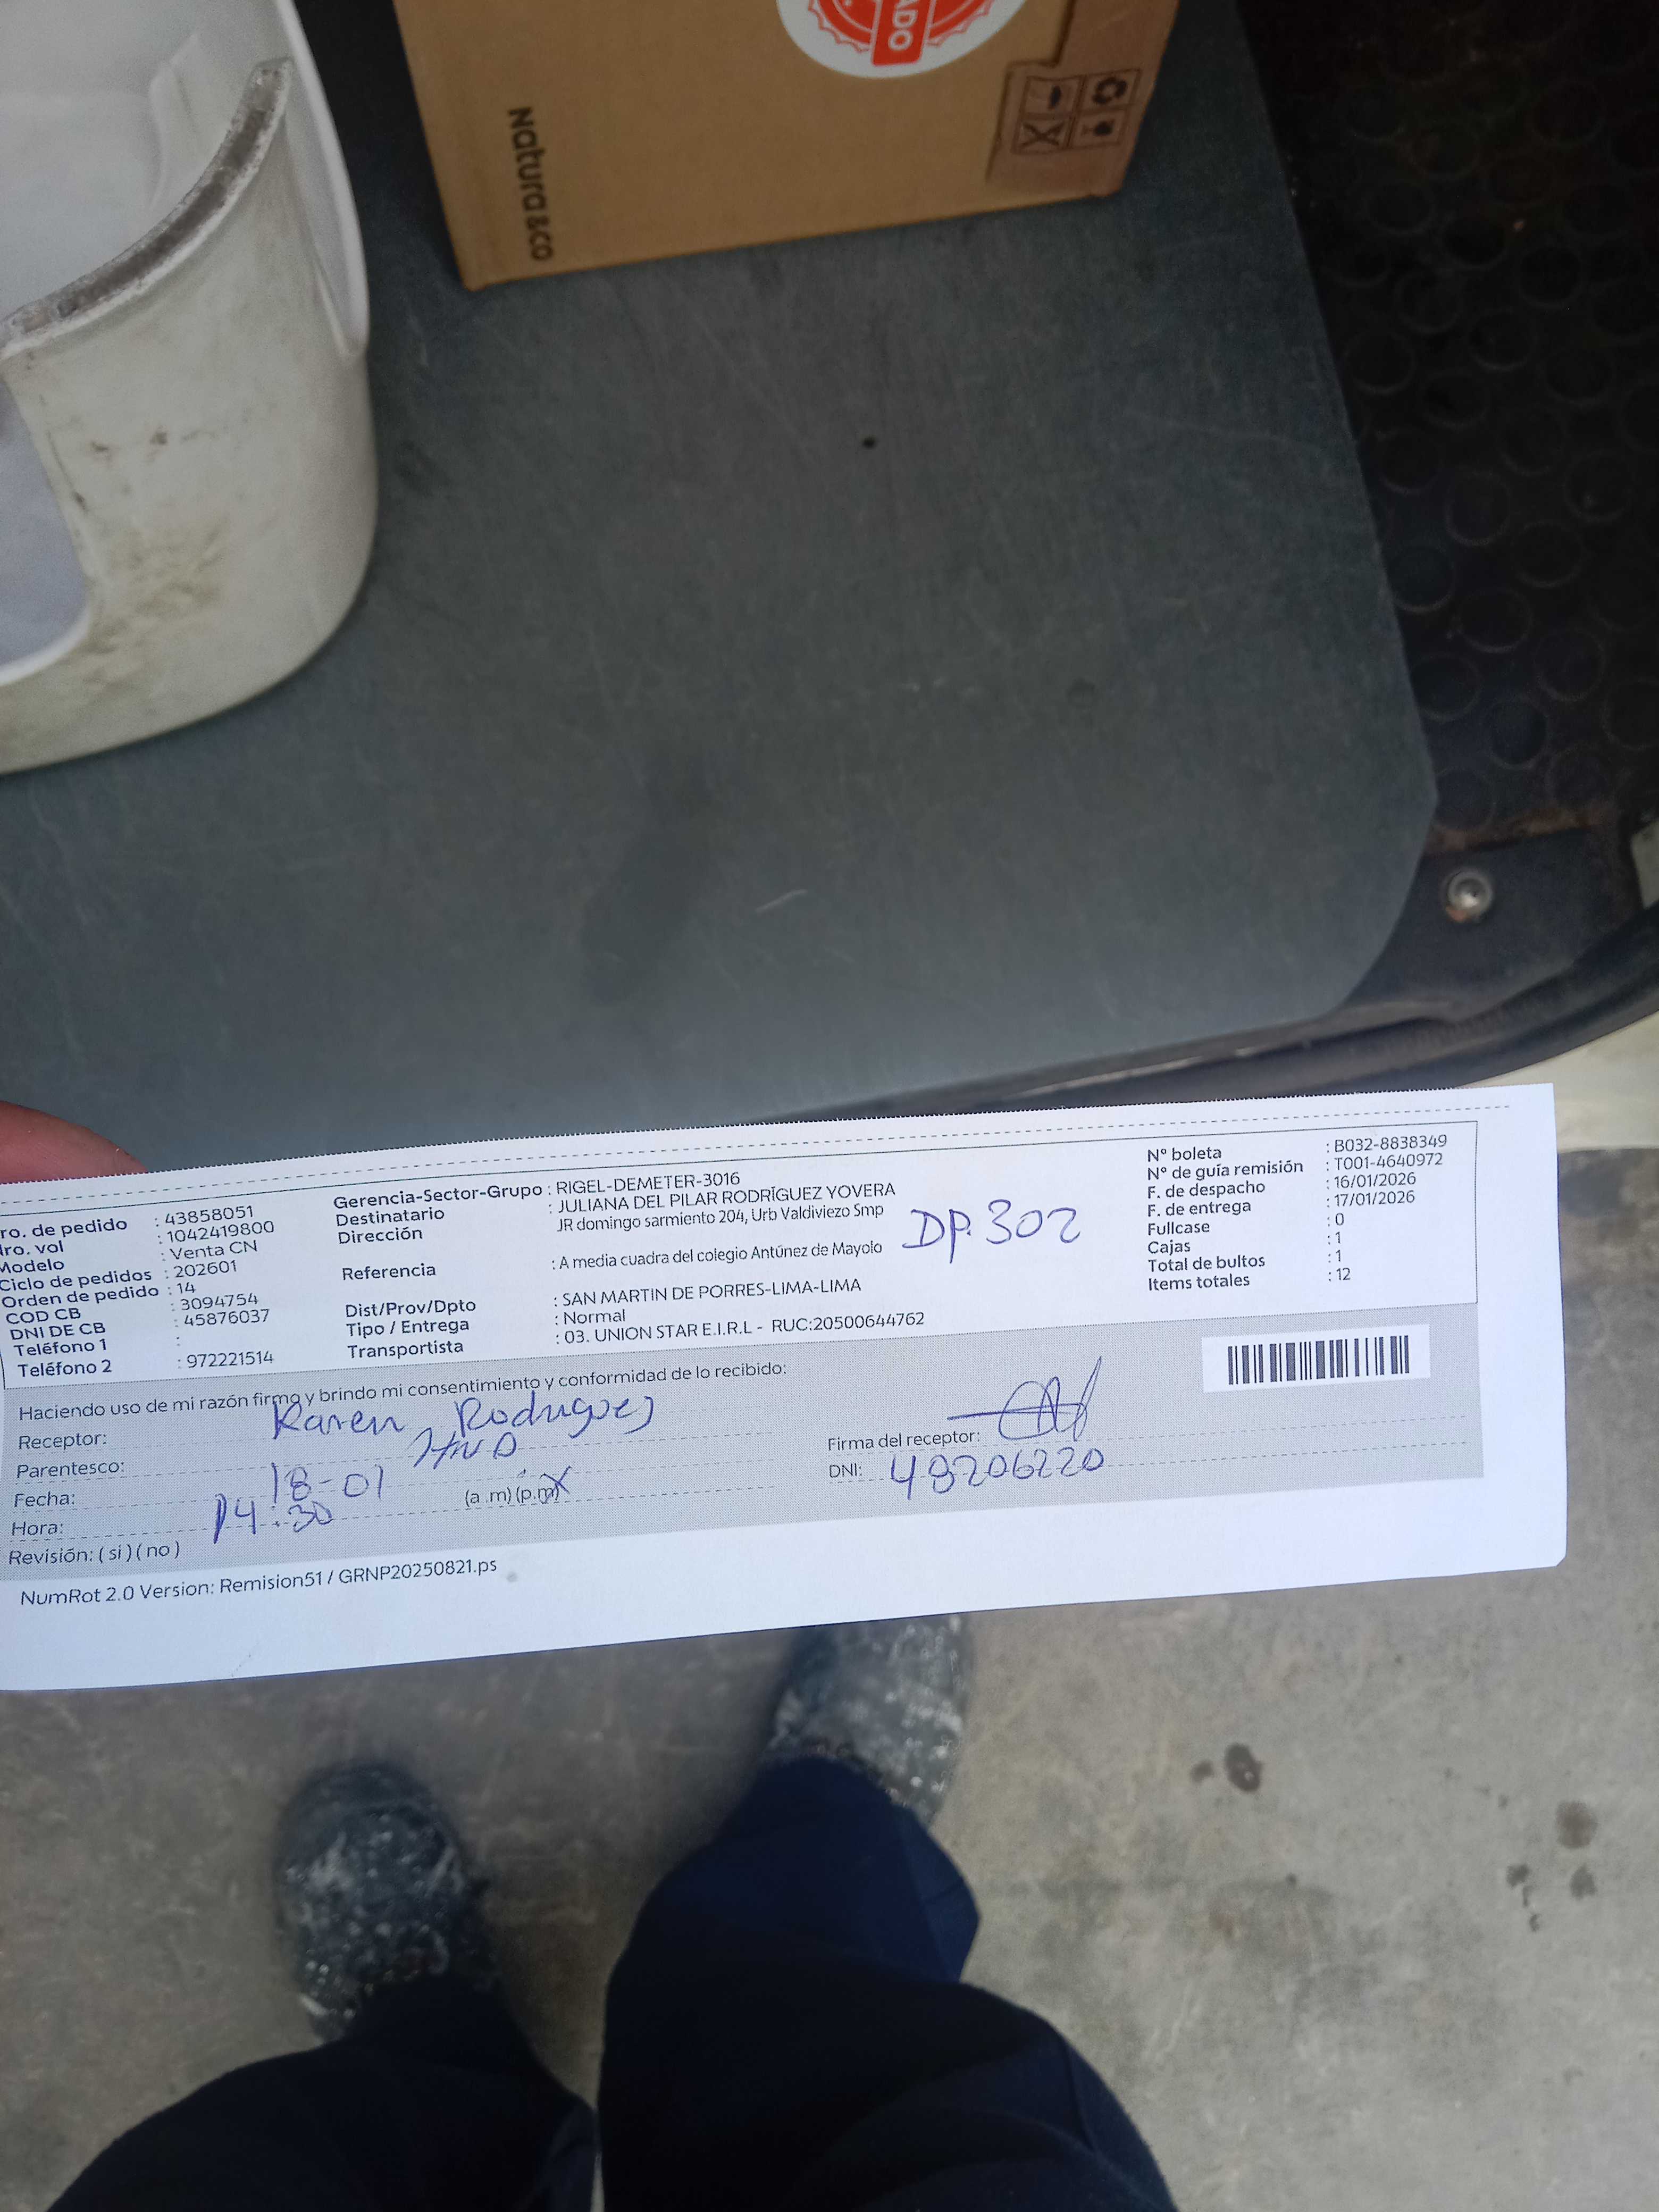 ADO
Natura &co
ro. de pedido : 43858051
ro. vol : 1042419800
Modelo : Venta CN
Ciclo de pedidos : 202601
Orden de pedido : 14
COD CB : 3094754
DNI DE CB : 45876037
Teléfono 1 :
Teléfono 2 : 972221514
Gerencia-Sector-Grupo : RIGEL-DEMETER-3016
Destinatario : JULIANA DEL PILAR RODRÍGUEZ YOVERA
Dirección JR domingo sarmiento 204, Urb Valdiviezo Smp
DP. 302
Referencia : A media cuadra del colegio Antúnez de Mayolo
Dist/Prov/Dpto : SAN MARTIN DE PORRES-LIMA-LIMA
Tipo / Entrega : Normal
Transportista : 03. UNION STAR E.I.R.L - RUC:20500644762
N° boleta : B032-8838349
N° de guía remisión : T001-4640972
F. de despacho : 16/01/2026
F. de entrega : 17/01/2026
Fullcase : 0
Cajas : 1
Total de bultos : 1
Items totales : 12
Haciendo uso de mi razón firmo y brindo mi consentimiento y conformidad de lo recibido:
Receptor: Karen Rodriguez
Parentesco:
Fecha: 18-01
Hora: 14:30 (a .m) (p.m) X
Revisión: ( si ) ( no )
Firma del receptor:
DNI: 48206220
NumRot 2.0 Version: Remision51 / GRNP20250821.ps